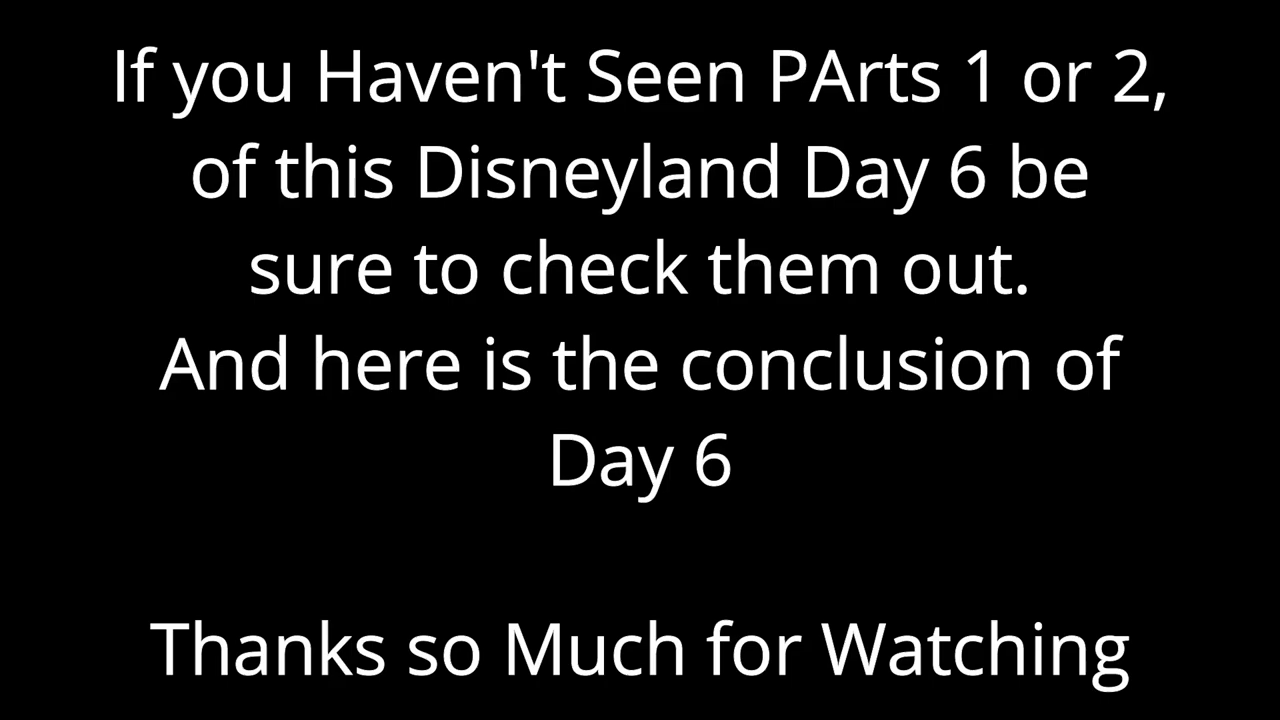 If you Haven't Seen PArts 1 or 2,
of this Disneyland Day 6 be
sure to check them out.
And here is the conclusion of
Day 6
Thanks so Much for Watching